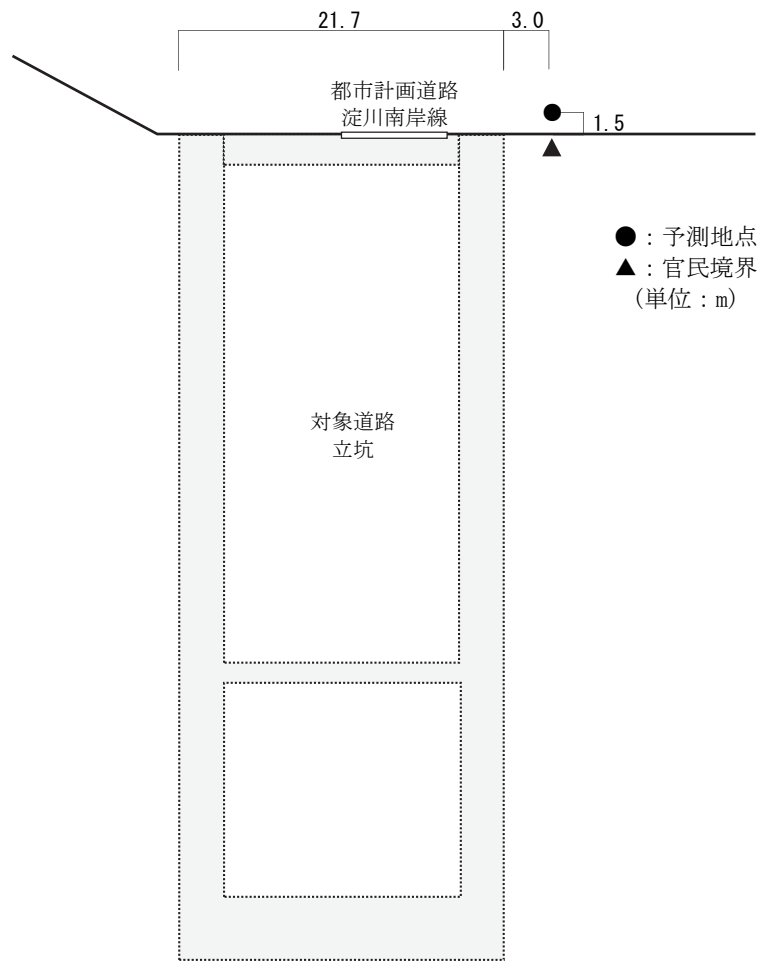 21.7
3.0
都市計画道路
淀川南岸線
1.5
●：予測地点
▲：官民境界
（単位：m）
対象道路
立坑